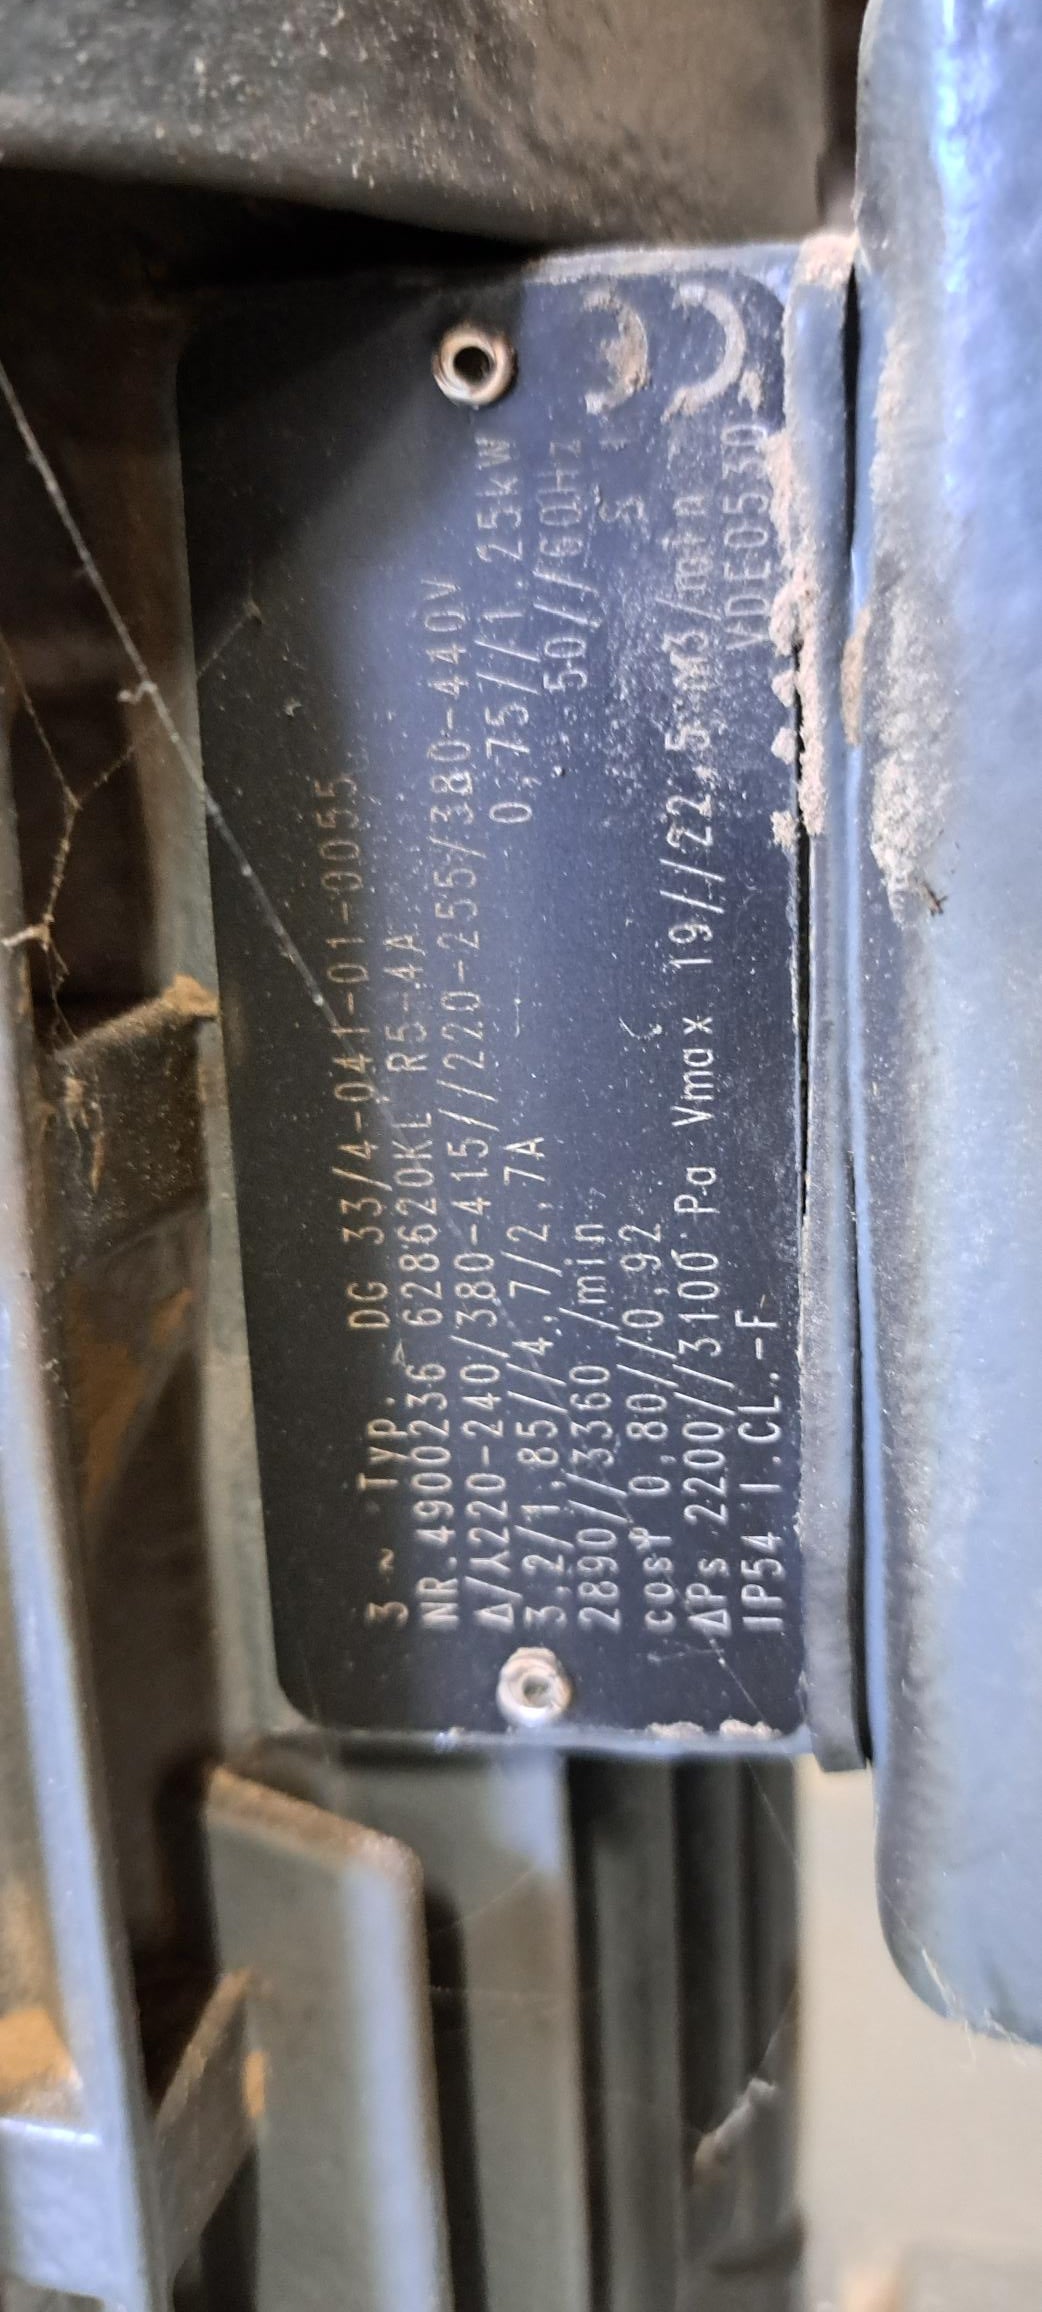 3 ~ TYP. DG 33/4-041-01-0055
NR.4900236 628620KL R5-4A
Δ/⅄220-240/380-415//220-255/380-440V
3,2/1,85//4,7/2,7A 0,75//1,25kW
2890//3360 /min 50//60Hz
cosφ 0,80//0,92 S
ΔPs 2200//3100 Pa Vmax 19//22,5 m3/min
IP54 I.CL.-F VDE0530
CE